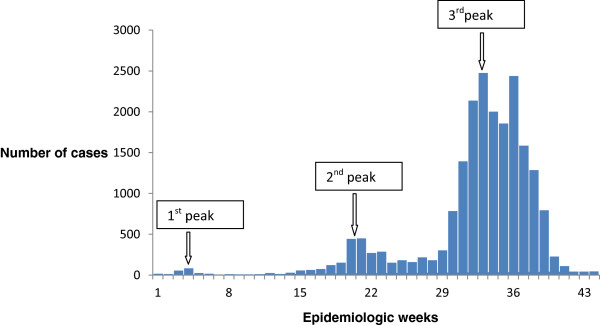 3000
2500
2000
1500
1000
500
0
Number of cases
1st peak
2nd peak
3rd peak
1 8 15 22 29 36 43
Epidemiologic weeks